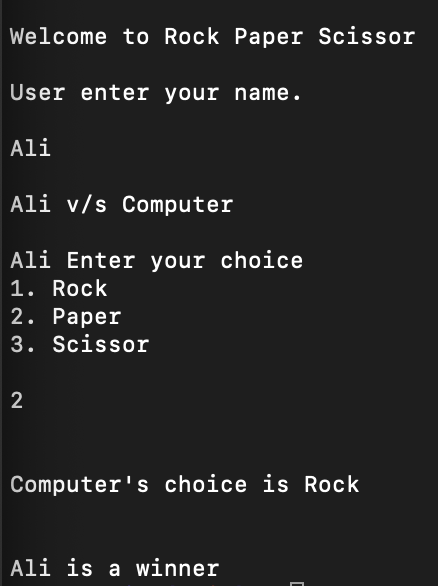 Welcome to Rock Paper Scissor
User enter your name.
Ali
Ali v/s Computer
Ali Enter your choice
1. Rock
2. Paper
3. Scissor
2
Computer's choice is Rock
Ali is a winner